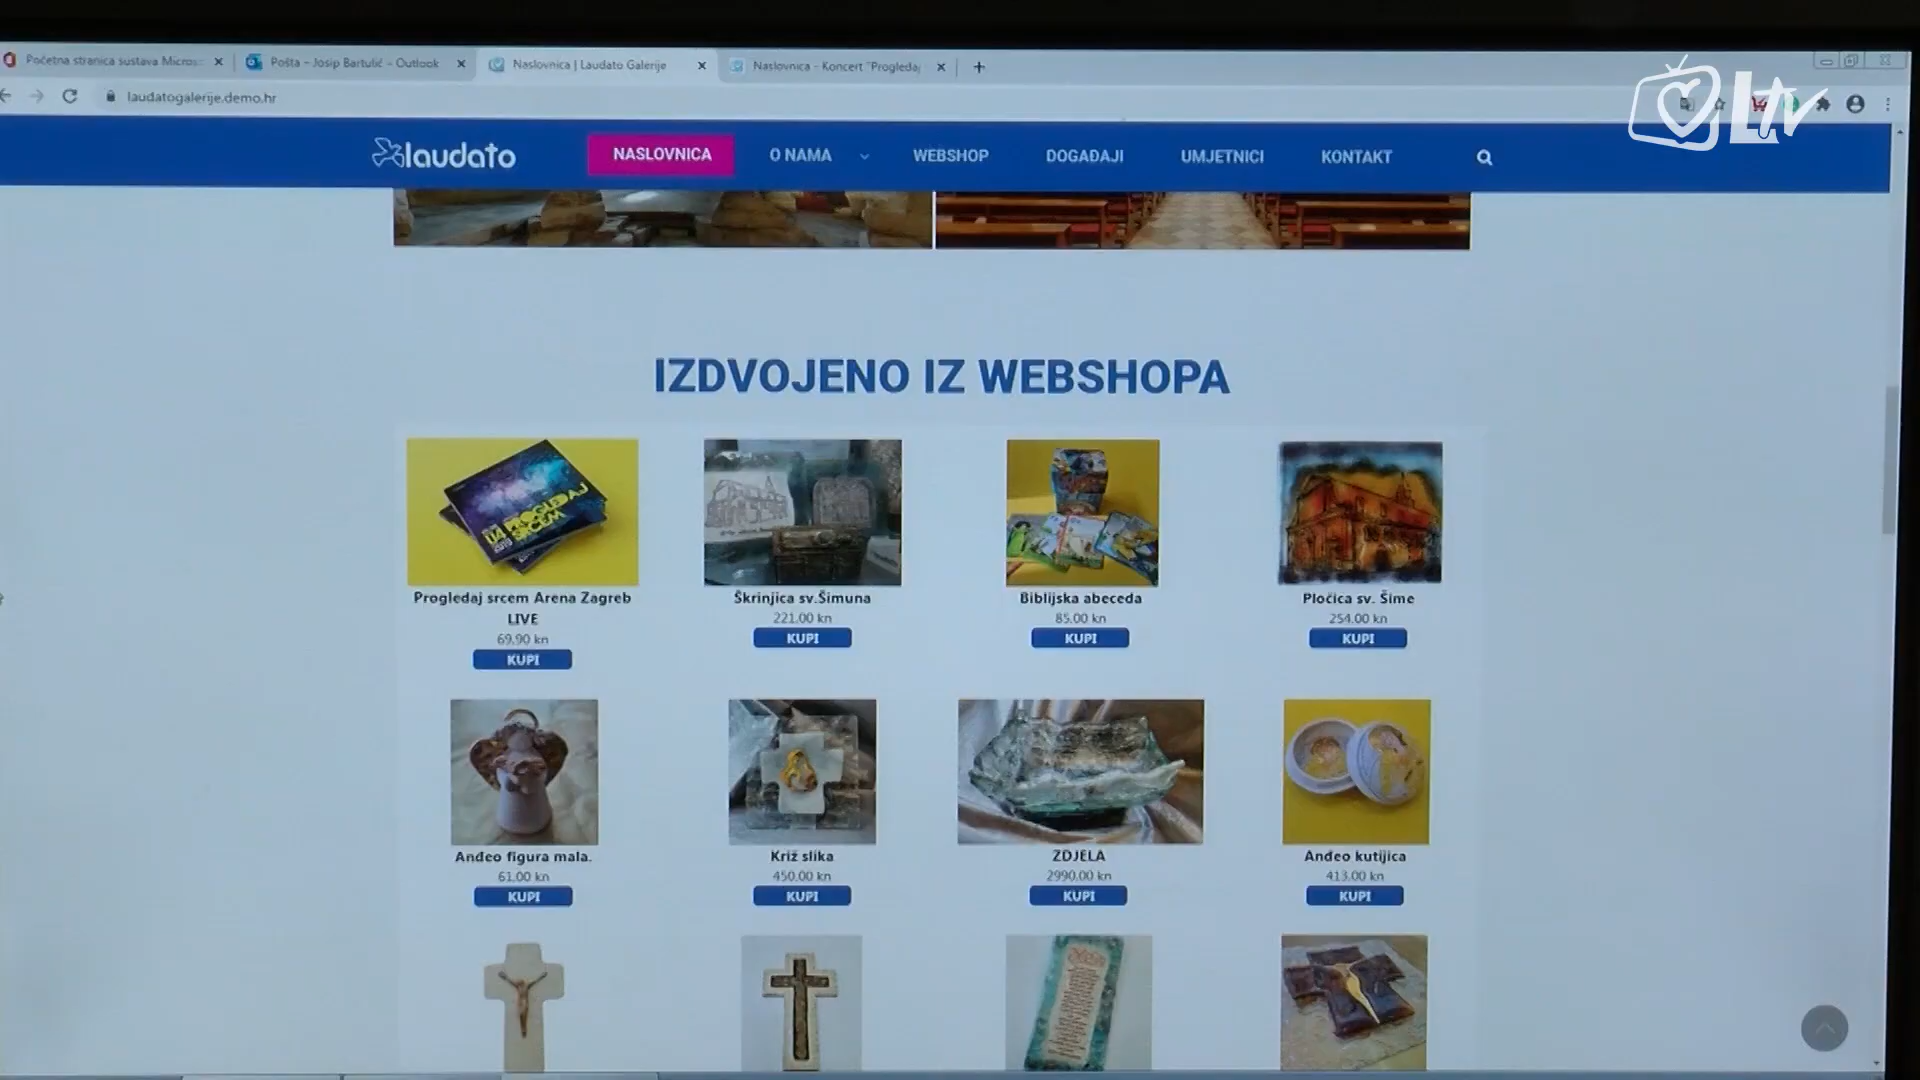 Početna stranica sustava Micros
Pošta - Josip Bartulić - Outlook
Naslovnica | Laudato Galerije
Naslovnica - Koncert "Progledaj
laudatogalerije.demo.hr
Ltv
laudato
NASLOVNICA
O NAMA
WEBSHOP
DOGAĐAJI
UMJETNICI
KONTAKT
IZDVOJENO IZ WEBSHOPA
PROGLEDAJ
SRCEM
Progledaj srcem Arena Zagreb
LIVE
69.90 kn
KUPI
Škrinjica sv.Šimuna
221.00 kn
KUPI
Biblijska abeceda
85.00 kn
KUPI
Pločica sv. Šime
254.00 kn
KUPI
Anđeo figura mala.
61.00 kn
KUPI
Križ slika
450.00 kn
KUPI
ZDJELA
2990.00 kn
KUPI
Anđeo kutijica
413.00 kn
KUPI